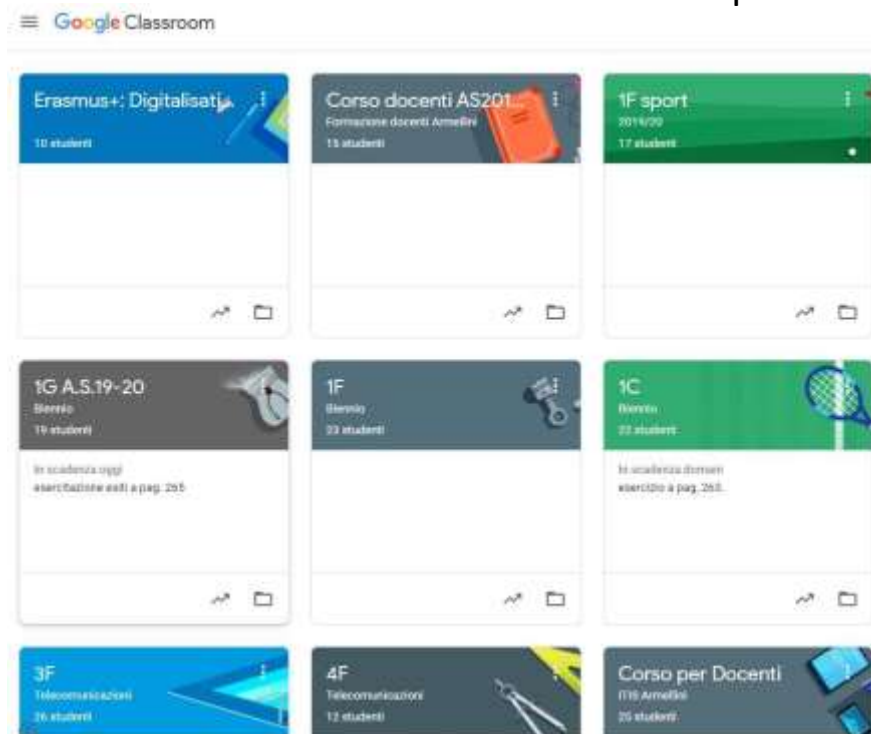 Google Classroom
Erasmus+: Digitalisati
10 studenti
Corso docenti AS201...
Formazione docenti Armellini
15 studenti
1F sport
2019/20
17 studenti
1G A.S.19-20
Biennio
19 studenti
In scadenza oggi
esercitazione esiti a pag. 265
1F
Biennio
23 studenti
1C
Biennio
22 studenti
In scadenza domani
esercizio a pag. 263.
3F
Telecomunicazioni
26 studenti
4F
Telecomunicazioni
12 studenti
Corso per Docenti
ITIS Armellini
25 studenti